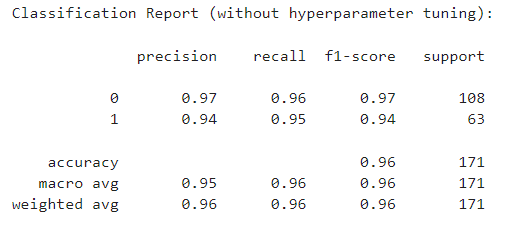 Classification Report (without hyperparameter tuning):
precision recall f1-score support
0 0.97 0.96 0.97 108
1 0.94 0.95 0.94 63
accuracy 0.96 171
macro avg 0.95 0.96 0.96 171
weighted avg 0.96 0.96 0.96 171